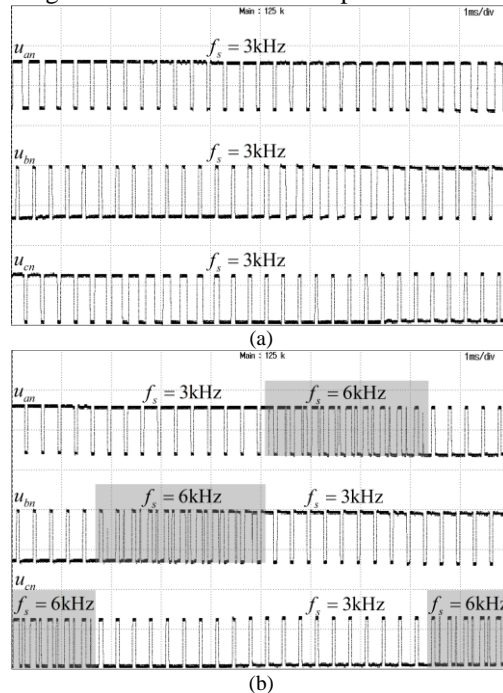 Main : 125 k 1ms/div
u_an f_s = 3kHz
u_bn f_s = 3kHz
u_cn f_s = 3kHz
(a)
Main : 125 k 1ms/div
u_an f_s = 3kHz f_s = 6kHz
u_bn f_s = 6kHz f_s = 3kHz
u_cn
f_s = 6kHz f_s = 3kHz f_s = 6kHz
(b)